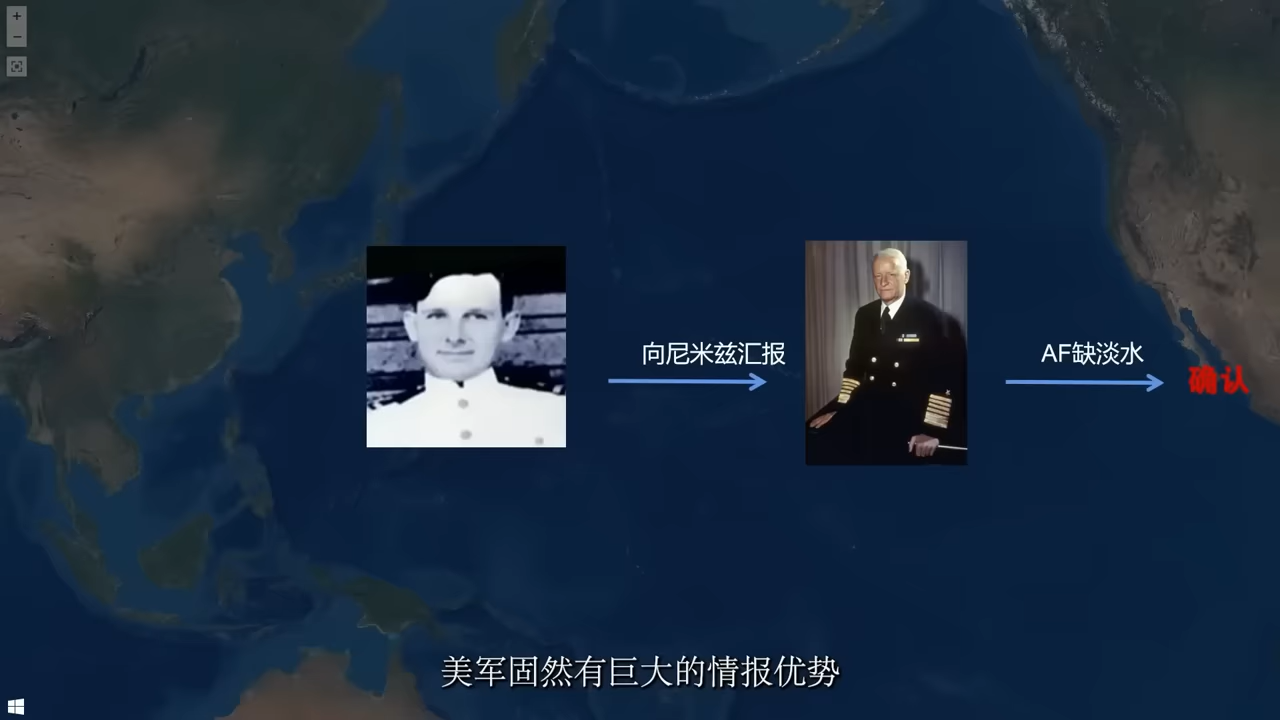 向尼米兹汇报
AF缺淡水
确认
美军固然有巨大的情报优势